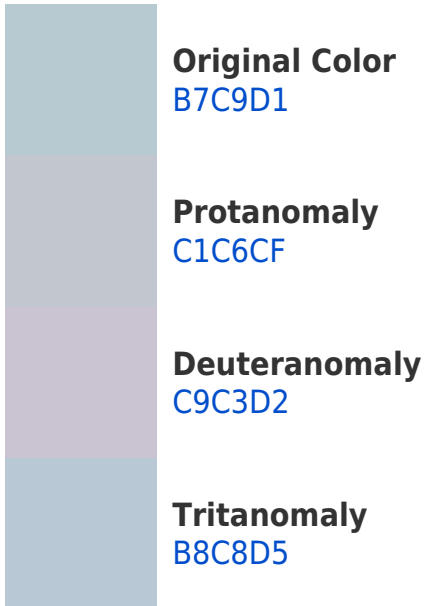 Original Color
B7C9D1
Protanomaly
C1C6CF
Deuteranomaly
C9C3D2
Tritanomaly
B8C8D5